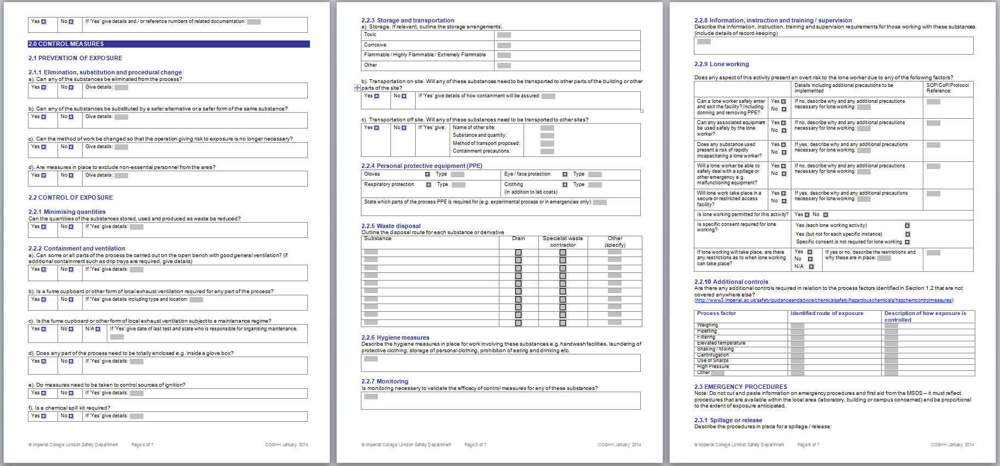 Yes No If 'Yes' give details and / or reference numbers of related documentation:
2.0 CONTROL MEASURES
2.1 PREVENTION OF EXPOSURE
2.1.1 Elimination, substitution and procedural change
a). Can any of the substances be eliminated from the process?
Yes No Give details:
b). Can any of the substances be substituted by a safer alternative or a safer form of the same substance?
Yes No Give details:
c). Can the method of work be changed so that the operation giving risk to exposure is no longer necessary?
Yes No Give details:
d). Are measures in place to exclude non-essential personnel from the area?
Yes No Give details:
2.2 CONTROL OF EXPOSURE
2.2.1 Minimising quantities
Can the quantities of the substances stored, used and produced as waste be reduced?
Yes No If 'Yes' give details:
2.2.2 Containment and ventilation
a). Can some or all parts of the process be carried out on the open bench with good general ventilation? (if
additional containment such as drip trays are required, give details)
Yes No If 'Yes' give details:
b). Is a fume cupboard or other form of local exhaust ventilation required for any part of the process?
Yes No If 'Yes' give details including type and location:
c). Is the fume cupboard or other form of local exhaust ventilation subject to a maintenance regime?
Yes No N/A If 'Yes' give date of last test and state who is responsible for organising maintenance.
d). Does any part of the process need to be totally enclosed e.g. inside a glove box?
Yes No If 'Yes' give details:
e). Do measures need to be taken to control sources of ignition?
Yes No If 'Yes' give details:
f). Is a chemical spill kit required?
Yes No If 'Yes' give details:
© Imperial College London Safety Department Page 4 of 7 COSHH January 2014
2.2.3 Storage and transportation
a). Storage. If relevant, outline the storage arrangements:
Toxic
Corrosive
Flammable / Highly Flammable / Extremely Flammable
Other
b). Transportation on site. Will any of these substances need to be transported to other parts of the building or other
parts of the site?
Yes No If 'Yes' give details of how containment will be assured:
c). Transportation off site. Will any of these substances need to be transported to other sites?
Yes No If 'Yes' give: Name of other site:
Substance and quantity:
Method of transport proposed:
Containment precautions:
2.2.4 Personal protective equipment (PPE)
Gloves Type Eye / face protection Type
Respiratory protection Type Clothing Type
(in addition to lab coats)
State which parts of the process PPE is required for (e.g. experimental process or in emergencies only):
2.2.5 Waste disposal
Outline the disposal route for each substance or derivative
Substance Drain Specialist waste Other
contractor (specify)
2.2.6 Hygiene measures
Describe the hygiene measures in place for work involving these substances e.g. handwash facilities, laundering of
protective clothing, storage of personal clothing, prohibition of eating and drinking etc.
2.2.7 Monitoring
Is monitoring necessary to validate the efficacy of control measures for any of these substances?
© Imperial College London Safety Department Page 5 of 7 COSHH January 2014
2.2.8 Information, instruction and training / supervision
Describe the information, instruction, training and supervision requirements for those working with these substances
(include details of record keeping)
2.2.9 Lone working
Does any aspect of this activity present an overt risk to the lone worker due to any of the following factors?
Details including additional precautions to be SOP/CoP/Protocol
implemented Reference:
Can a lone worker safely enter Yes If no, describe why and any additional precautions
and exit the facility? Including No necessary for lone working:
donning and removing PPE?
Can any associated equipment Yes If no, describe why and any additional precautions
be used safely by the lone No necessary for lone working:
worker?
Does any substance used Yes If yes, describe why and any additional precautions
present a risk of rapidly No necessary for lone working:
incapacitating a lone worker?
Will a lone worker be able to Yes If no, describe why and any additional precautions
safely deal with a spillage or No necessary for lone working:
other emergency e.g.
malfunctioning equipment?
Will lone work take place in a Yes If yes, describe why and any additional precautions
secure or restricted access No necessary for lone working:
facility?
Is lone working permitted for this activity? Yes No
Is specific consent required for lone Yes (each lone working activity)
working? Yes (but not for each specific instance)
Specific consent is not required for lone working
If lone working will take place, are there Yes If yes or no, describe the restrictions and
any restrictions as to when lone working No why these are in place:
can take place? N/A
2.2.10 Additional controls
Are there any additional controls required in relation to the process factors identified in Section 1.2 that are not
covered anywhere else?
(http://www3.imperial.ac.uk/safety/guidanceandadvice/chemicalsafety/hazardouschemicals/hazchemcontrolmeasures)
Process factor Identified route of exposure Description of how exposure is
controlled
Weighing
Pipetting
Filtering
Elevated temperature
Shaking / Mixing
Centrifugation
Use of Sharps
High Pressure
Other
2.3 EMERGENCY PROCEDURES
Note: Do not cut and paste information on emergency procedures and first aid from the MSDS – it must reflect
procedures that are available within the local area (laboratory, building or campus concerned) and be proportional
to the extent of exposure anticipated.
2.3.1 Spillage or release
Describe the procedures in place for a spillage / release:
© Imperial College London Safety Department Page 6 of 7 COSHH January 2014